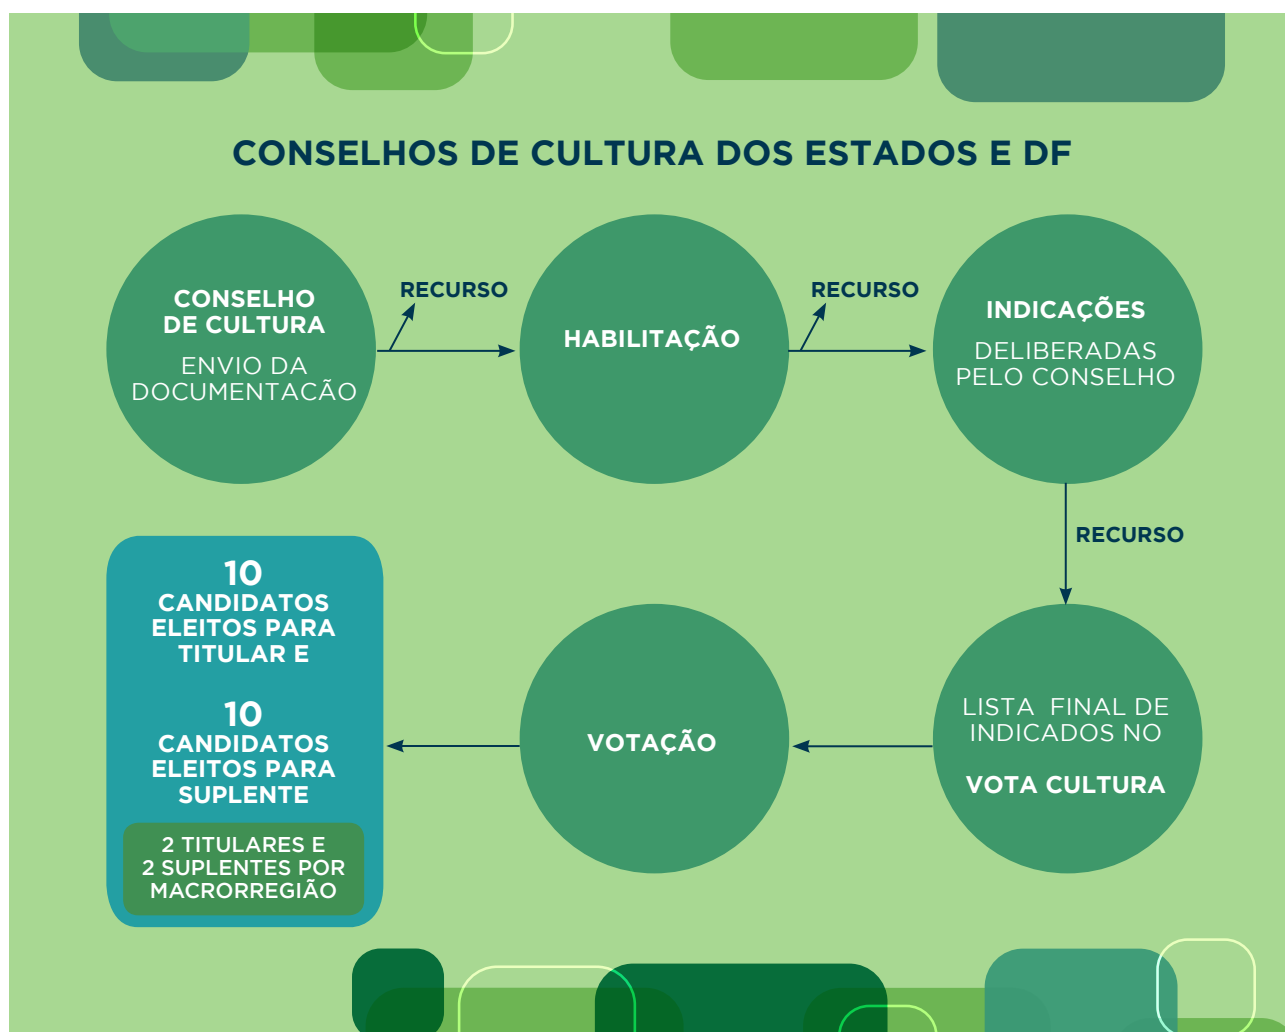 CONSELHOS DE CULTURA DOS ESTADOS E DF
CONSELHO
DE CULTURA
ENVIO DA
DOCUMENTACÃO
RECURSO
HABILITAÇÃO
RECURSO
INDICAÇÕES
DELIBERADAS
PELO CONSELHO
RECURSO
LISTA FINAL DE
INDICADOS NO
VOTA CULTURA
VOTAÇÃO
10
CANDIDATOS
ELEITOS PARA
TITULAR E
10
CANDIDATOS
ELEITOS PARA
SUPLENTE
2 TITULARES E
2 SUPLENTES POR
MACRORREGIÃO